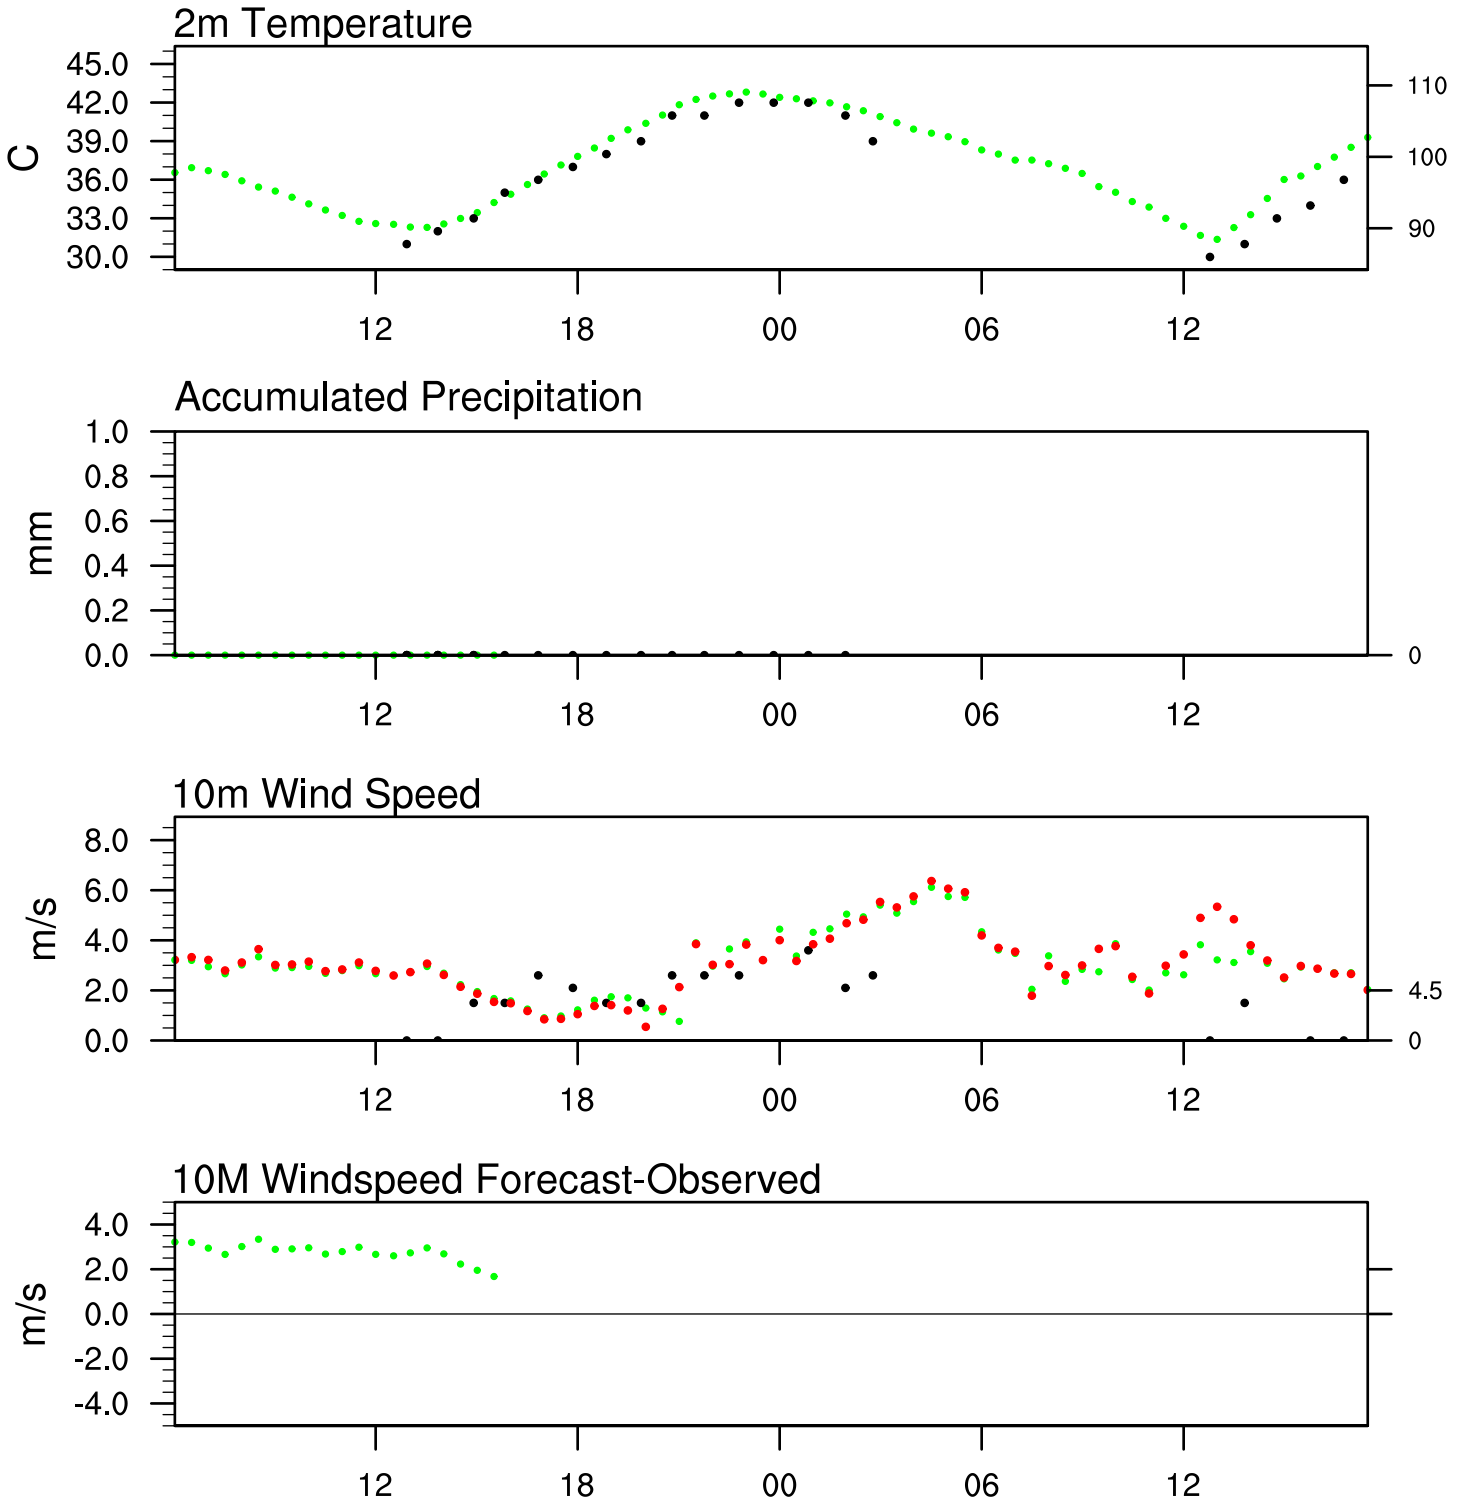 2m Temperature
45.0
42.0
39.0
36.0
33.0
30.0
C
110
100
90
12 18 00 06 12
Accumulated Precipitation
1.0
0.8
0.6
0.4
0.2
0.0
mm
0
12 18 00 06 12
10m Wind Speed
8.0
6.0
4.0
2.0
0.0
m/s
4.5
0
12 18 00 06 12
10M Windspeed Forecast-Observed
4.0
2.0
0.0
-2.0
-4.0
m/s
12 18 00 06 12